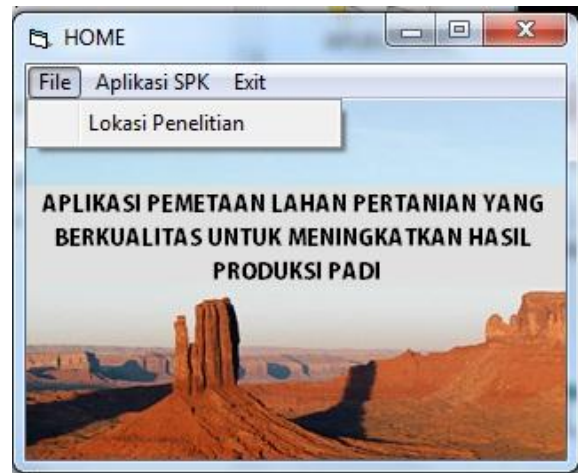 HOME
File Aplikasi SPK Exit
Lokasi Penelitian
APLIKASI PEMETAAN LAHAN PERTANIAN YANG
BERKUALITAS UNTUK MENINGKATKAN HASIL
PRODUKSI PADI